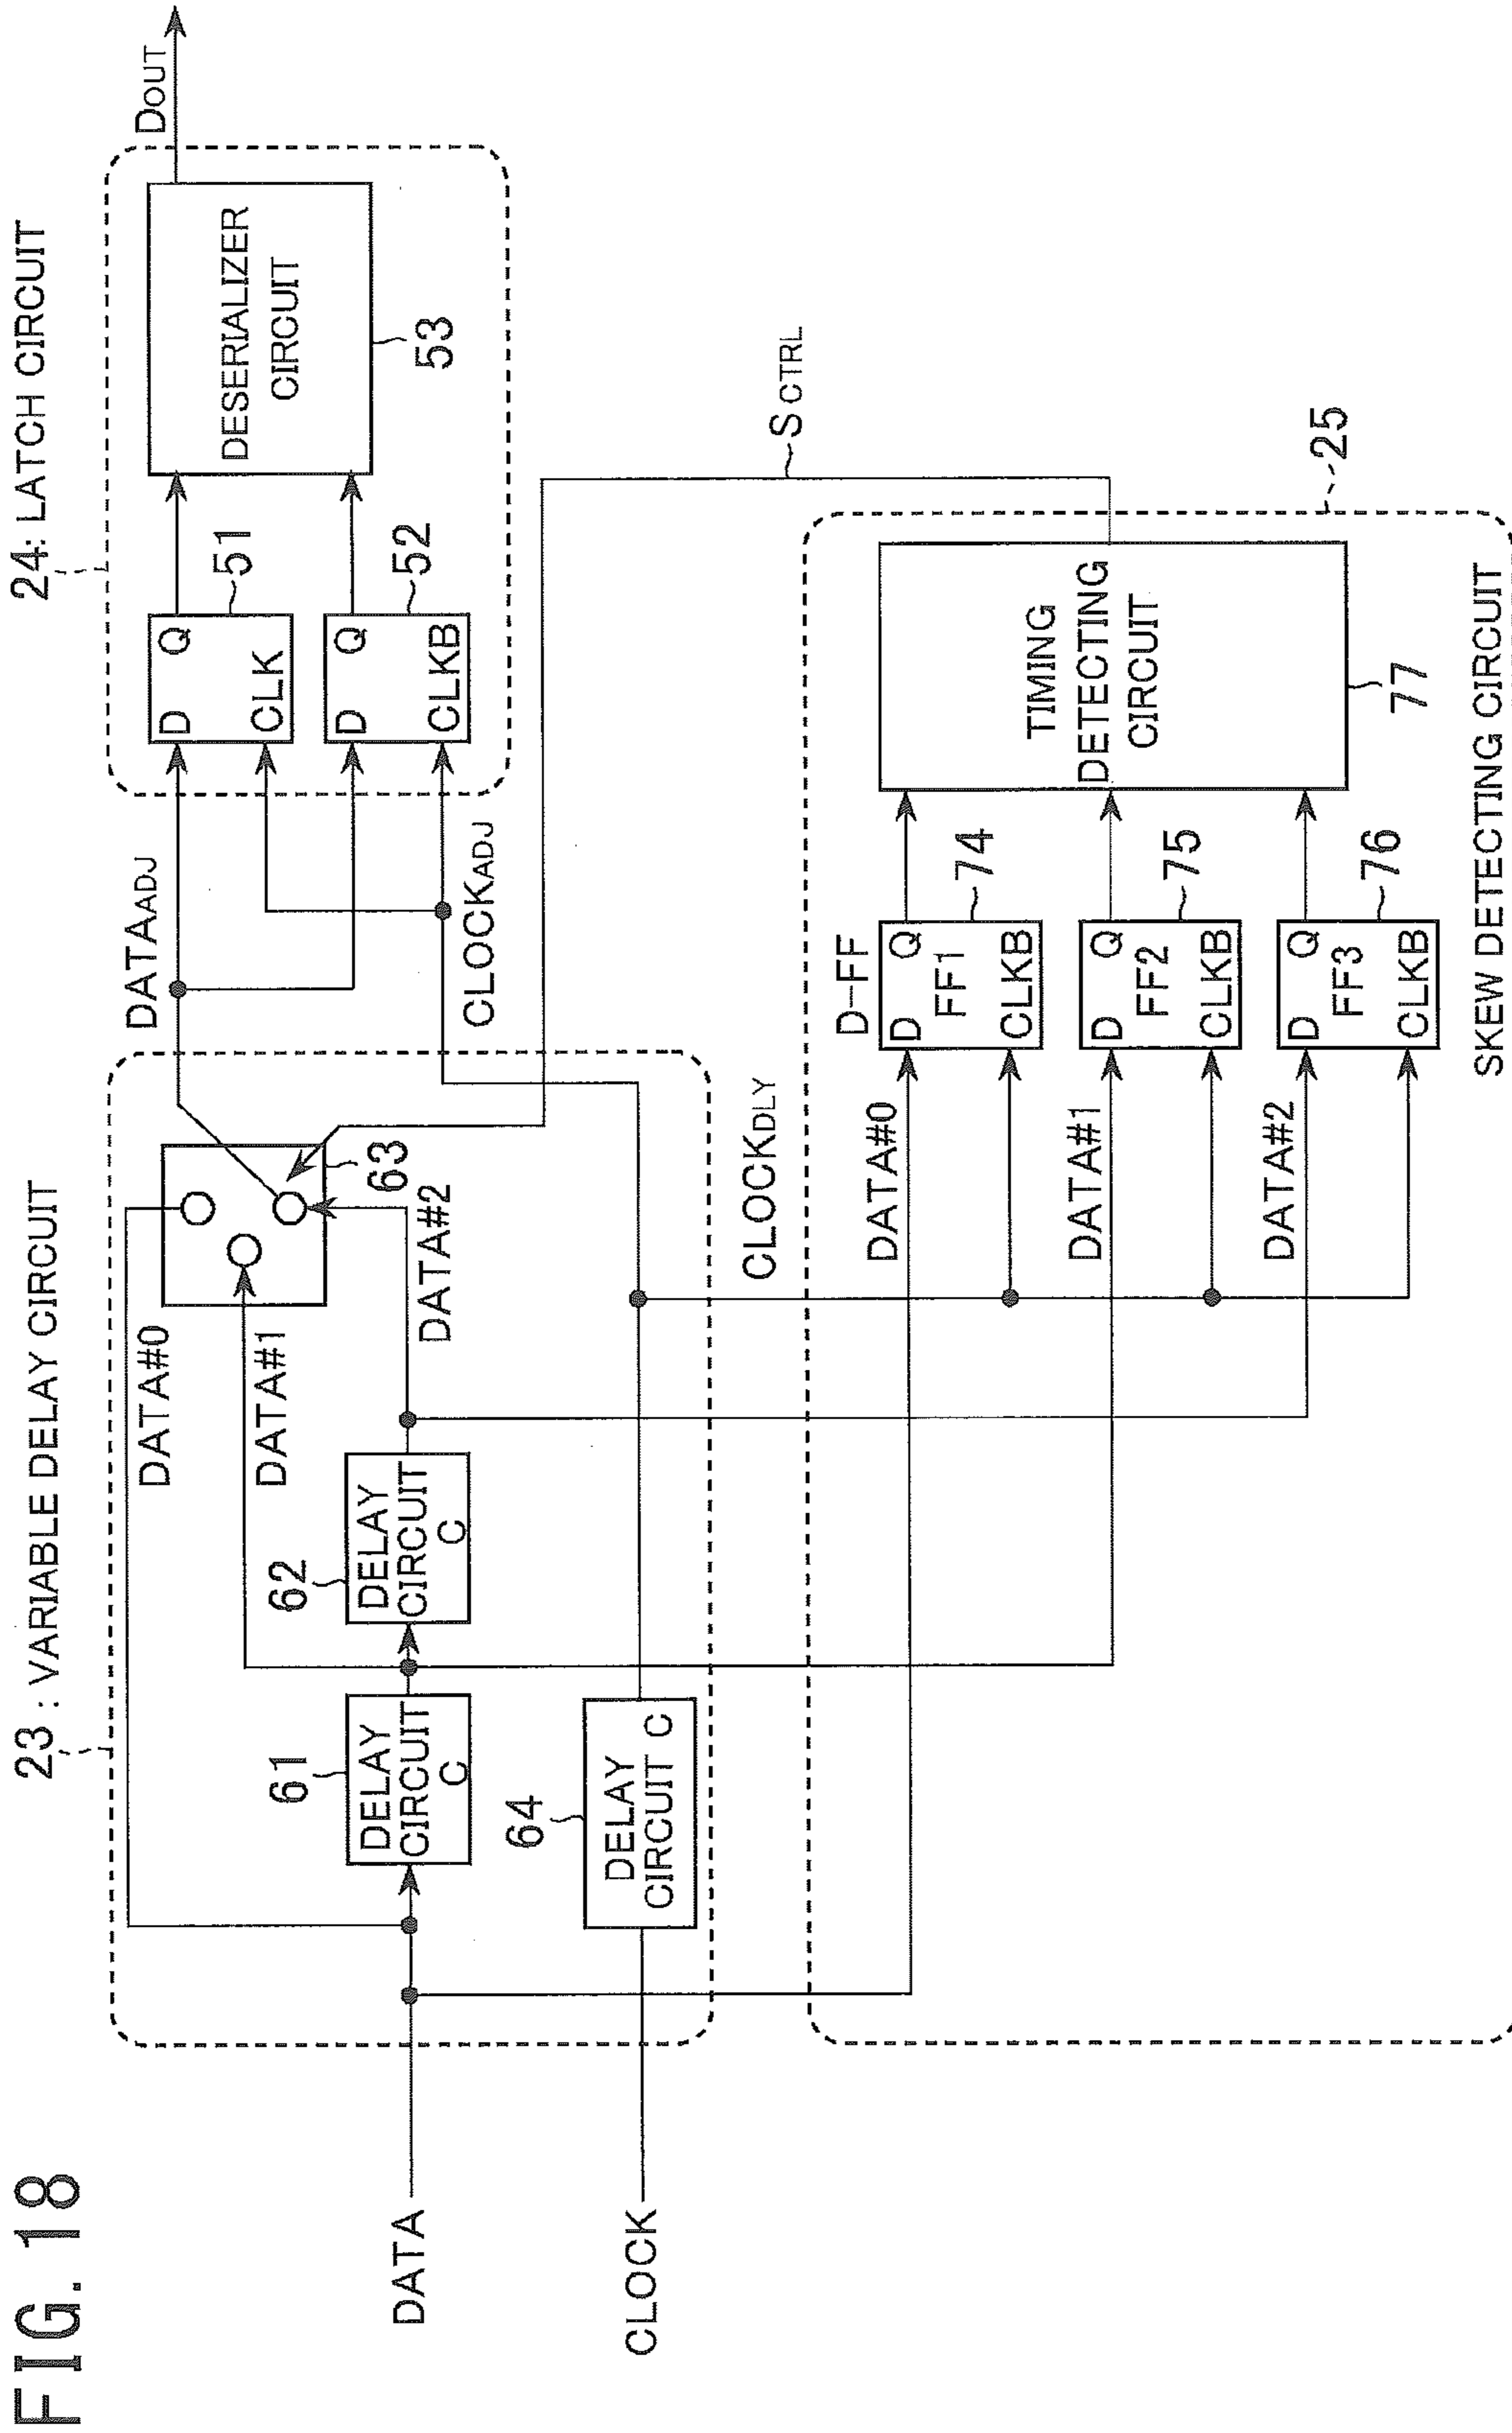 FIG. 18
23 : VARIABLE DELAY CIRCUIT
24: LATCH CIRCUIT
DATA#0
DATA#1
63
DATA#2
61
DELAY
CIRCUIT
C
62
DELAY
CIRCUIT
C
64
DELAY
CIRCUIT C
DATA
CLOCK
DATAADJ
CLOCKADJ
D Q
CLK
51
D Q
CLKB
52
DESERIALIZER
CIRCUIT
53
DOUT
SCTRL
CLOCKDLY
DATA#0
DATA#1
DATA#2
D-FF
D Q
FF1
CLKB
74
D Q
FF2
CLKB
75
D Q
FF3
CLKB
76
TIMING
DETECTING
CIRCUIT
77
25
SKEW DETECTING CIRCUIT